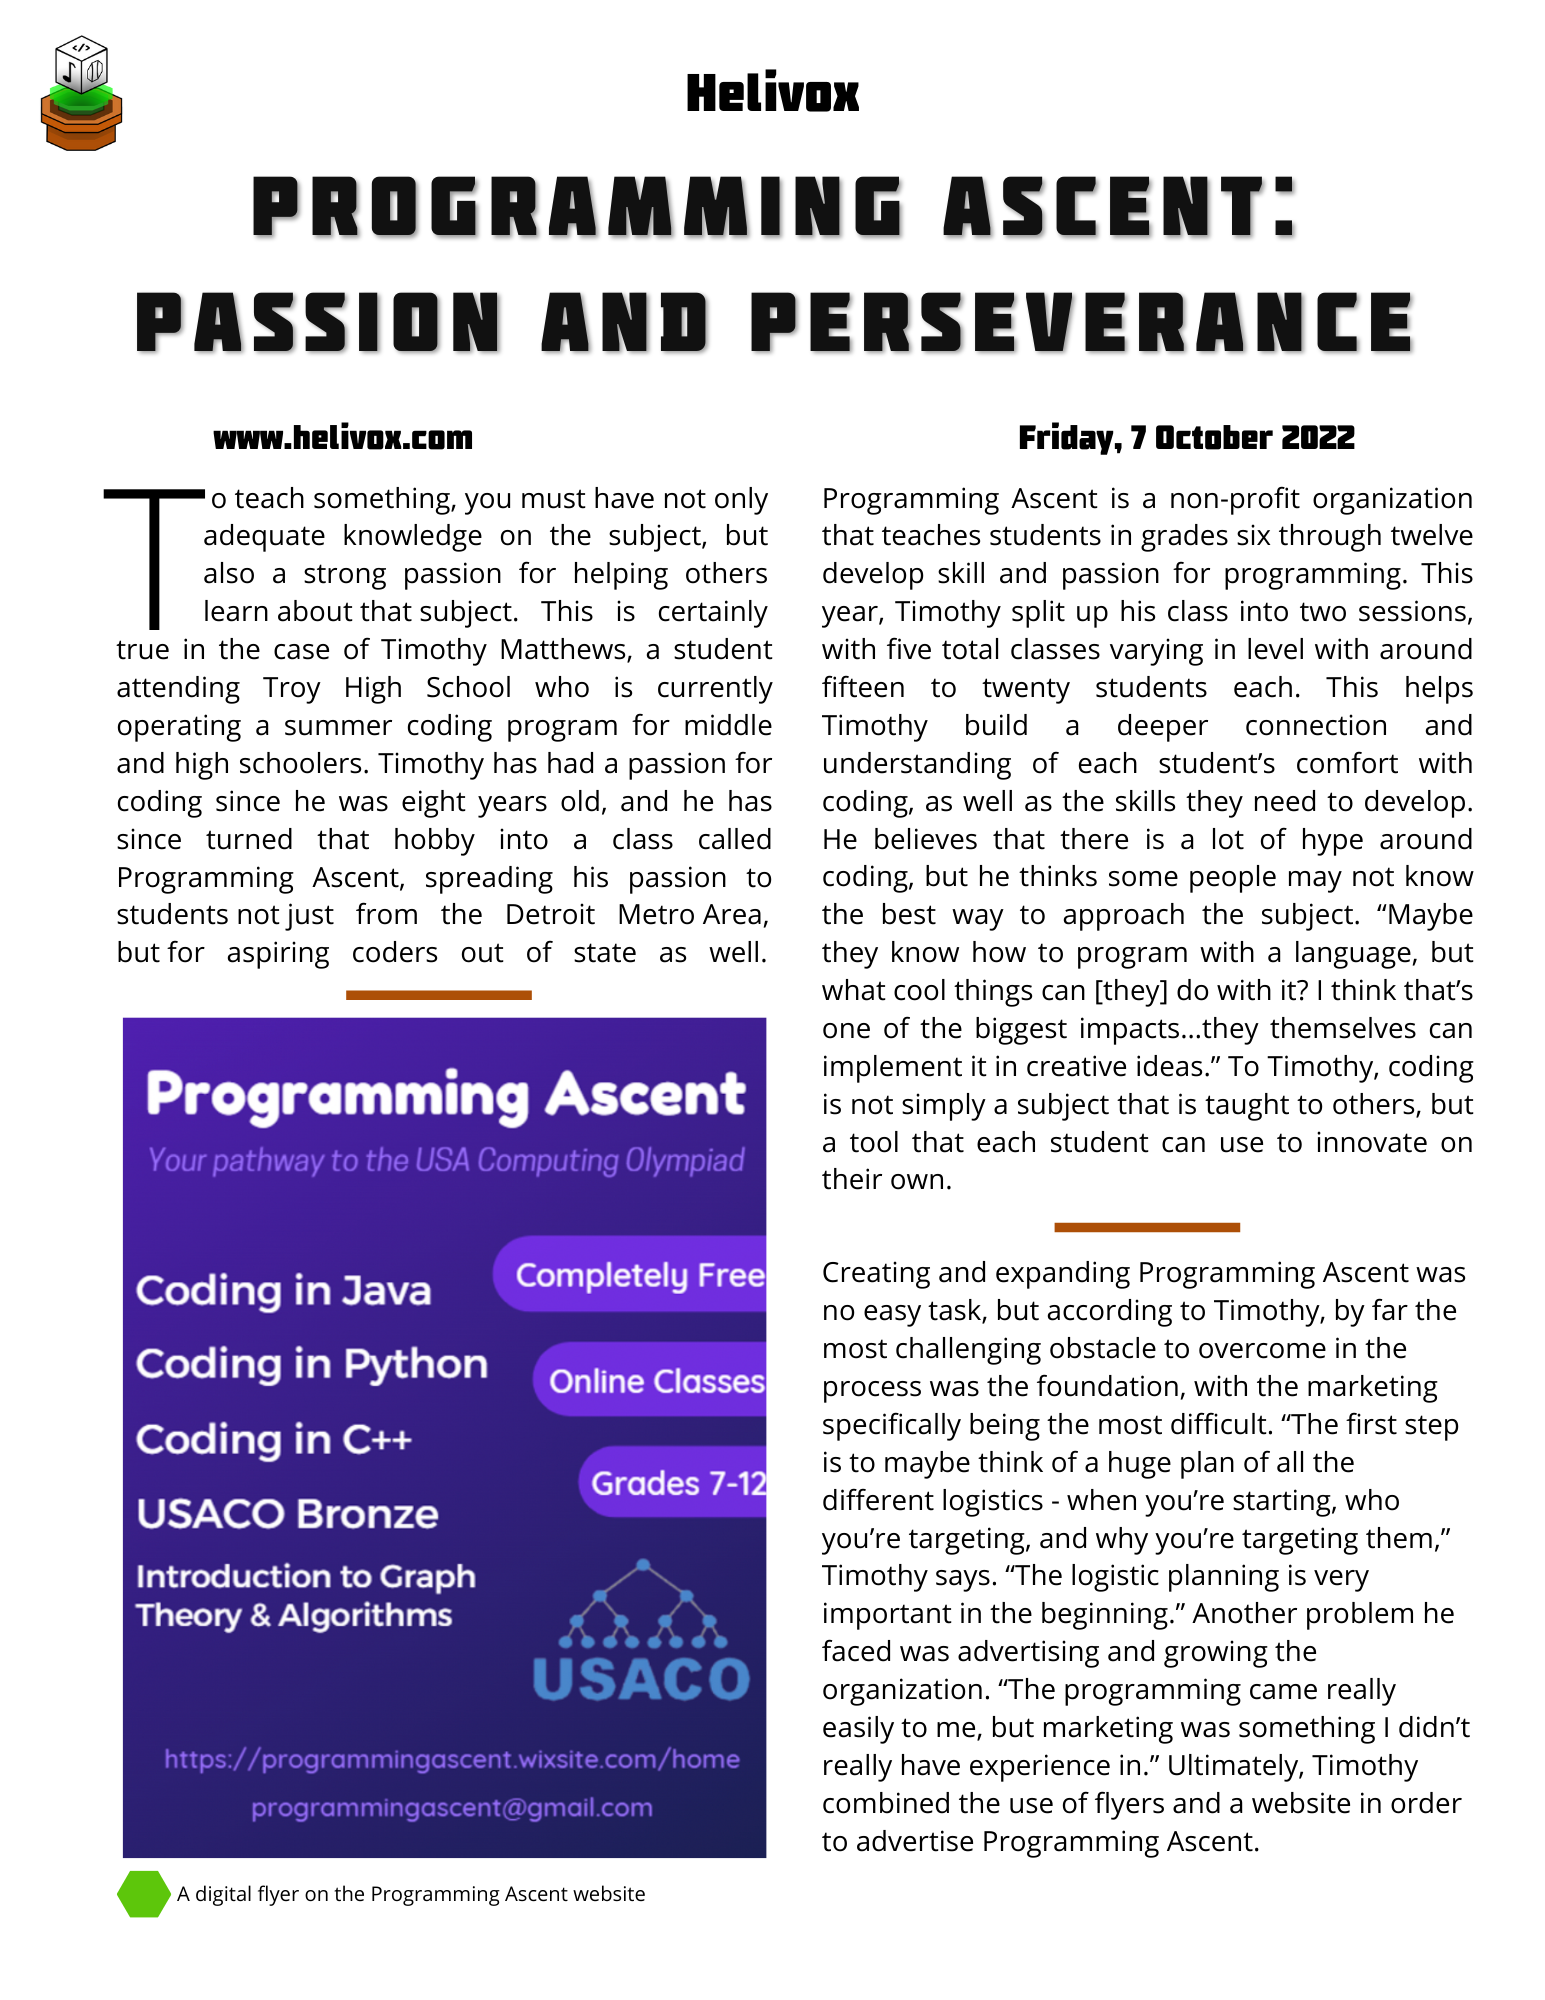 </>
Helivox
PROGRAMMING ASCENT:
PASSION AND PERSEVERANCE
www.helivox.com
Friday, 7 October 2022
To teach something, you must have not only
adequate knowledge on the subject, but
also a strong passion for helping others
learn about that subject. This is certainly
true in the case of Timothy Matthews, a student
attending Troy High School who is currently
operating a summer coding program for middle
and high schoolers. Timothy has had a passion for
coding since he was eight years old, and he has
since turned that hobby into a class called
Programming Ascent, spreading his passion to
students not just from the Detroit Metro Area,
but for aspiring coders out of state as well.
Programming Ascent
Your pathway to the USA Computing Olympiad
Coding in Java
Coding in Python
Coding in C++
USACO Bronze
Introduction to Graph
Theory & Algorithms
Completely Free
Online Classes
Grades 7-12
USACO
https://programmingascent.wixsite.com/home
programmingascent@gmail.com
A digital flyer on the Programming Ascent website
Programming Ascent is a non-profit organization
that teaches students in grades six through twelve
develop skill and passion for programming. This
year, Timothy split up his class into two sessions,
with five total classes varying in level with around
fifteen to twenty students each. This helps
Timothy build a deeper connection and
understanding of each student’s comfort with
coding, as well as the skills they need to develop.
He believes that there is a lot of hype around
coding, but he thinks some people may not know
the best way to approach the subject. “Maybe
they know how to program with a language, but
what cool things can [they] do with it? I think that’s
one of the biggest impacts...they themselves can
implement it in creative ideas.” To Timothy, coding
is not simply a subject that is taught to others, but
a tool that each student can use to innovate on
their own.
Creating and expanding Programming Ascent was
no easy task, but according to Timothy, by far the
most challenging obstacle to overcome in the
process was the foundation, with the marketing
specifically being the most difficult. “The first step
is to maybe think of a huge plan of all the
different logistics - when you’re starting, who
you’re targeting, and why you’re targeting them,”
Timothy says. “The logistic planning is very
important in the beginning.” Another problem he
faced was advertising and growing the
organization. “The programming came really
easily to me, but marketing was something I didn’t
really have experience in.” Ultimately, Timothy
combined the use of flyers and a website in order
to advertise Programming Ascent.